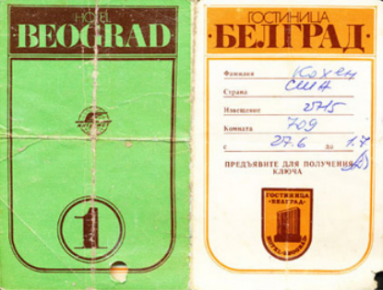 HOTEL
BEOGRAD
1
ГОСТИНИЦА
БЕЛГРАД
Фамилия Кохен
Страна США
Извещение 2715
Комната 709
с 27.6 до 1.7
ПРЕДЪЯВИТЕ ДЛЯ ПОЛУЧЕНИЯ
КЛЮЧА
ГОСТИНИЦА
"БЕЛГРАД"